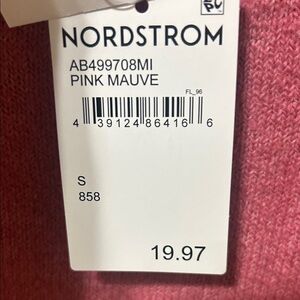 NORDSTROM
AB499708MI
PINK MAUVE
FL_96
4 39124 86416 6
S
858
19.97